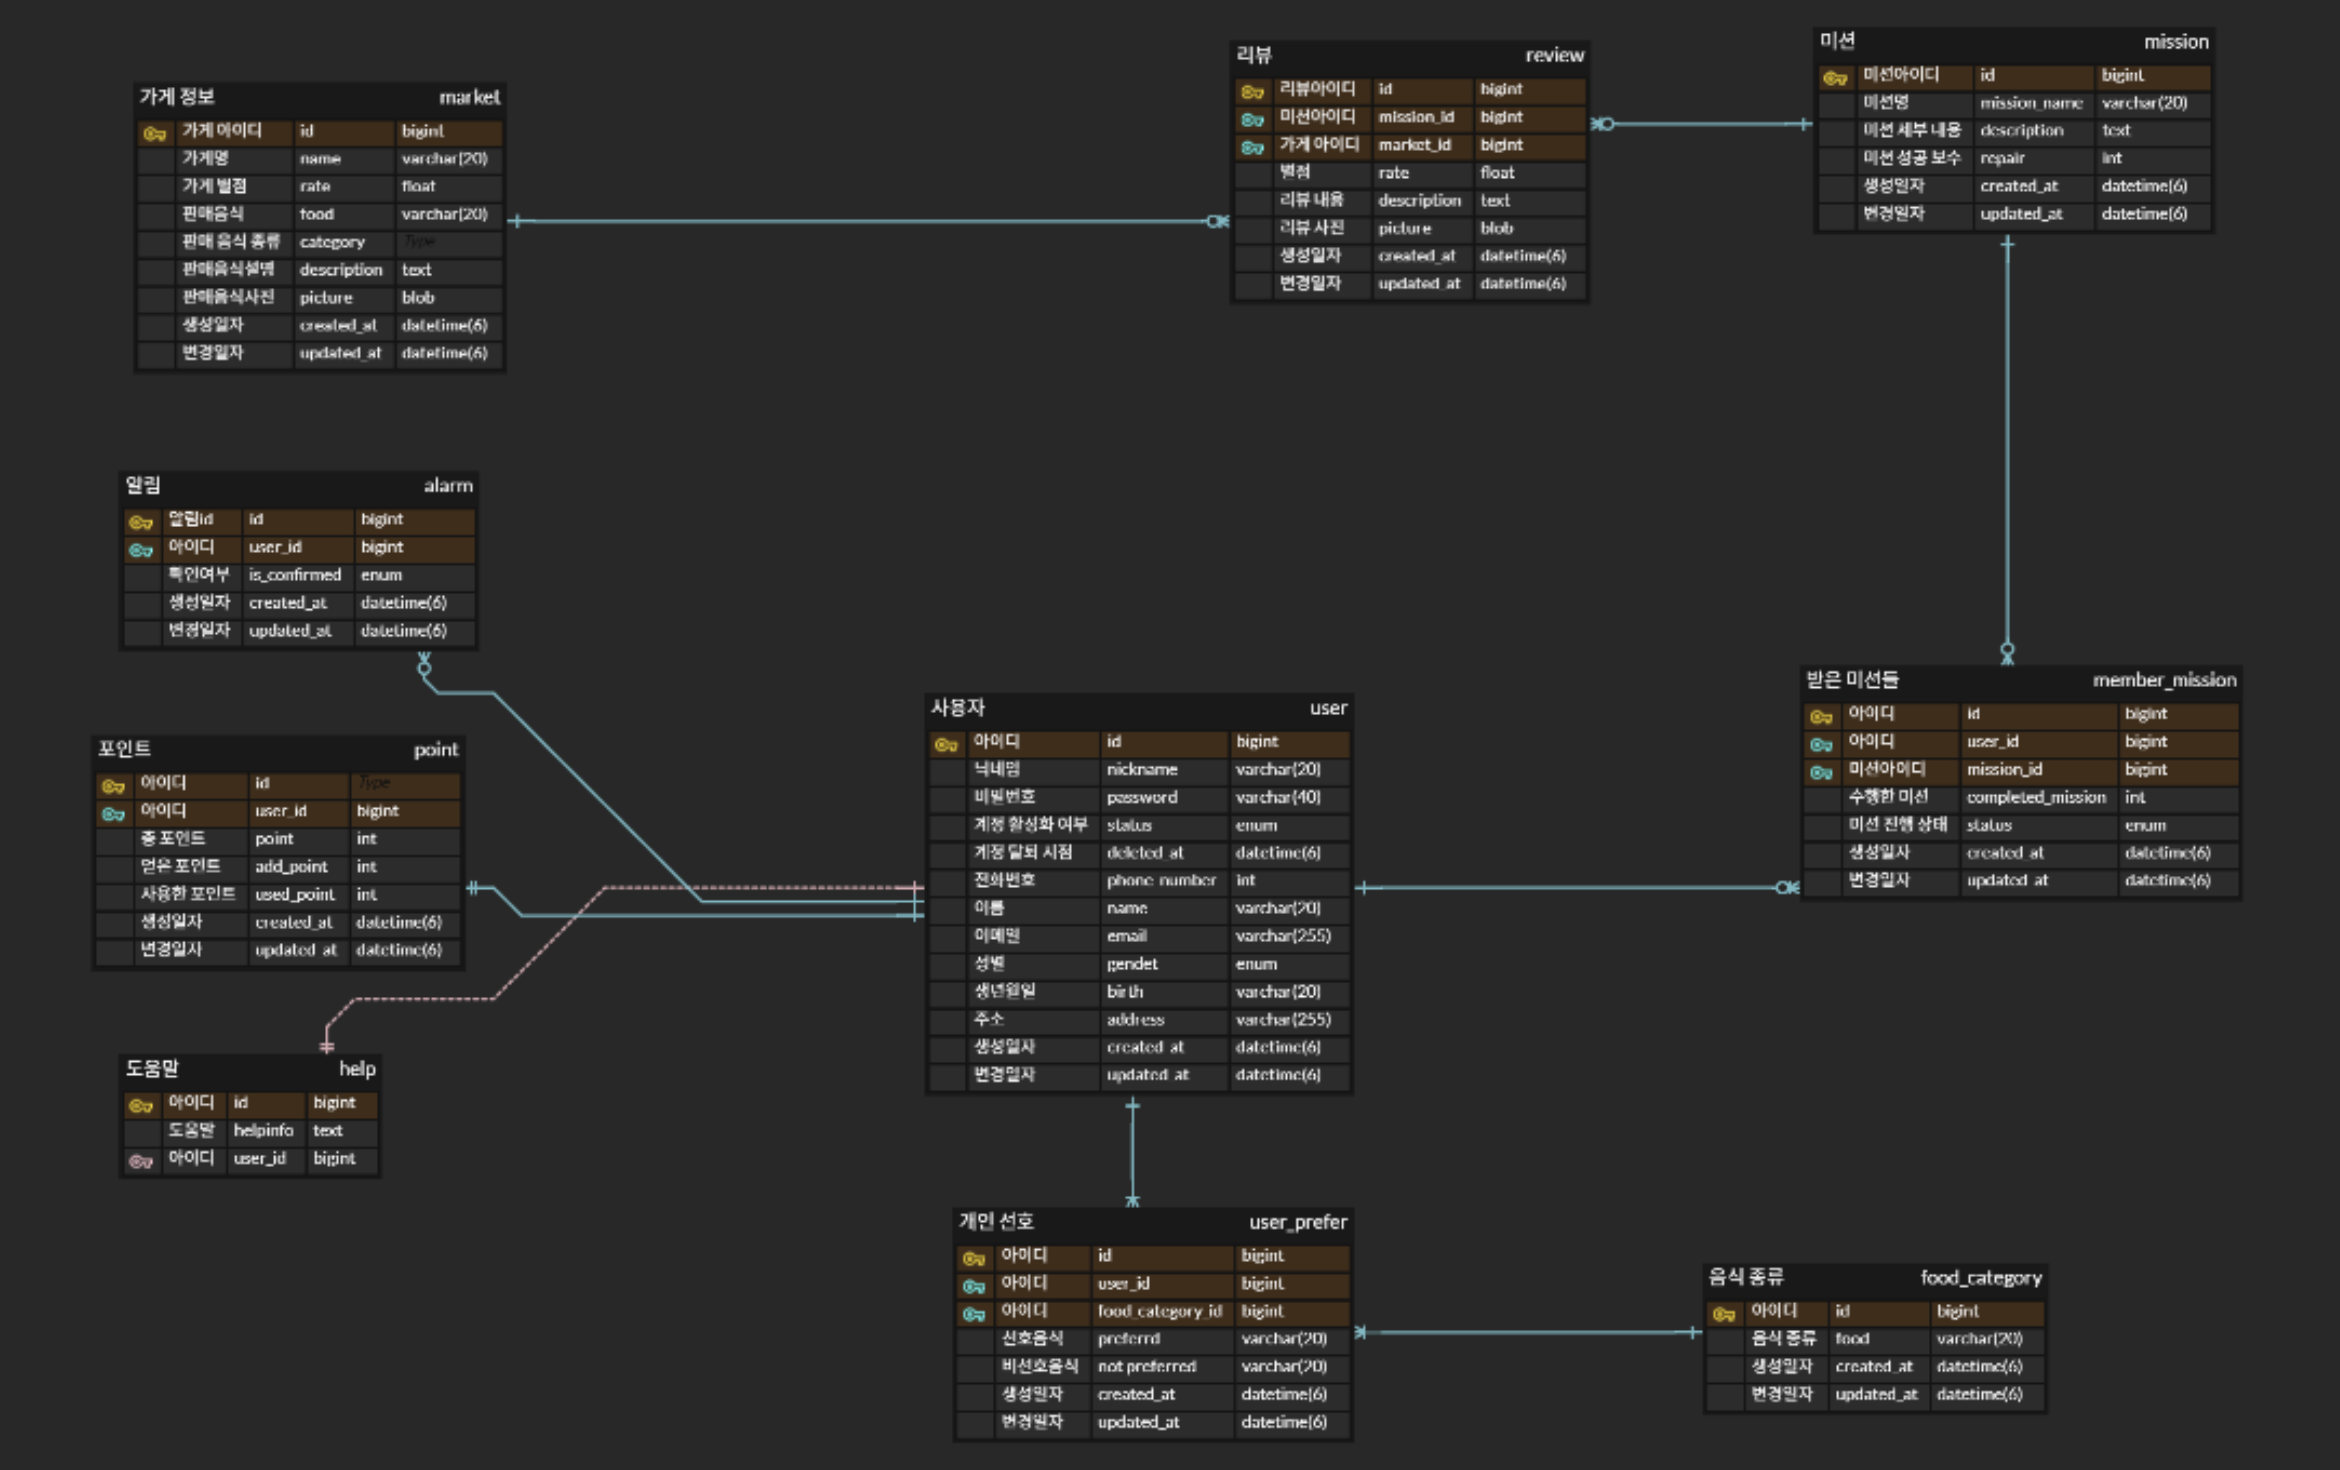 가게 정보 market
가게 아이디 id bigint
가게명 name varchar(20)
가게 별점 rate float
판매음식 food varchar(20)
판매 음식 종류 category Type
판매음식설명 description text
판매음식사진 picture blob
생성일자 created_at datetime(6)
변경일자 updated_at datetime(6)
리뷰 review
리뷰아이디 id bigint
미션아이디 mission_id bigint
가게 아이디 market_id bigint
별점 rate float
리뷰 내용 description text
리뷰 사진 picture blob
생성일자 created_at datetime(6)
변경일자 updated_at datetime(6)
미션 mission
미션아이디 id bigint
미션명 mission_name varchar(20)
미션 세부 내용 description text
미션 성공 보수 repair int
생성일자 created_at datetime(6)
변경일자 updated_at datetime(6)
알림 alarm
알림id id bigint
아이디 user_id bigint
확인여부 is_confirmed enum
생성일자 created_at datetime(6)
변경일자 updated_at datetime(6)
포인트 point
아이디 id Type
아이디 user_id bigint
총 포인트 point int
얻은 포인트 add_point int
사용한 포인트 used_point int
생성일자 created_at datetime(6)
변경일자 updated_at datetime(6)
도움말 help
아이디 id bigint
도움말 helpinfo text
아이디 user_id bigint
사용자 user
아이디 id bigint
닉네임 nickname varchar(20)
비밀번호 password varchar(40)
계정 활성화 여부 status enum
계정 탈퇴 시점 deleted_at datetime(6)
전화번호 phone_number int
이름 name varchar(20)
이메일 email varchar(255)
성별 gendet enum
생년월일 birth varchar(20)
주소 address varchar(255)
생성일자 created_at datetime(6)
변경일자 updated_at datetime(6)
받은 미션들 member_mission
아이디 id bigint
아이디 user_id bigint
미션아이디 mission_id bigint
수행한 미션 completed_mission int
미션 진행 상태 status enum
생성일자 created_at datetime(6)
변경일자 updated_at datetime(6)
개인 선호 user_prefer
아이디 id bigint
아이디 user_id bigint
아이디 food_category_id bigint
선호음식 preferrd varchar(20)
비선호음식 not preferred varchar(20)
생성일자 created_at datetime(6)
변경일자 updated_at datetime(6)
음식 종류 food_category
아이디 id bigint
음식 종류 food varchar(20)
생성일자 created_at datetime(6)
변경일자 updated_at datetime(6)